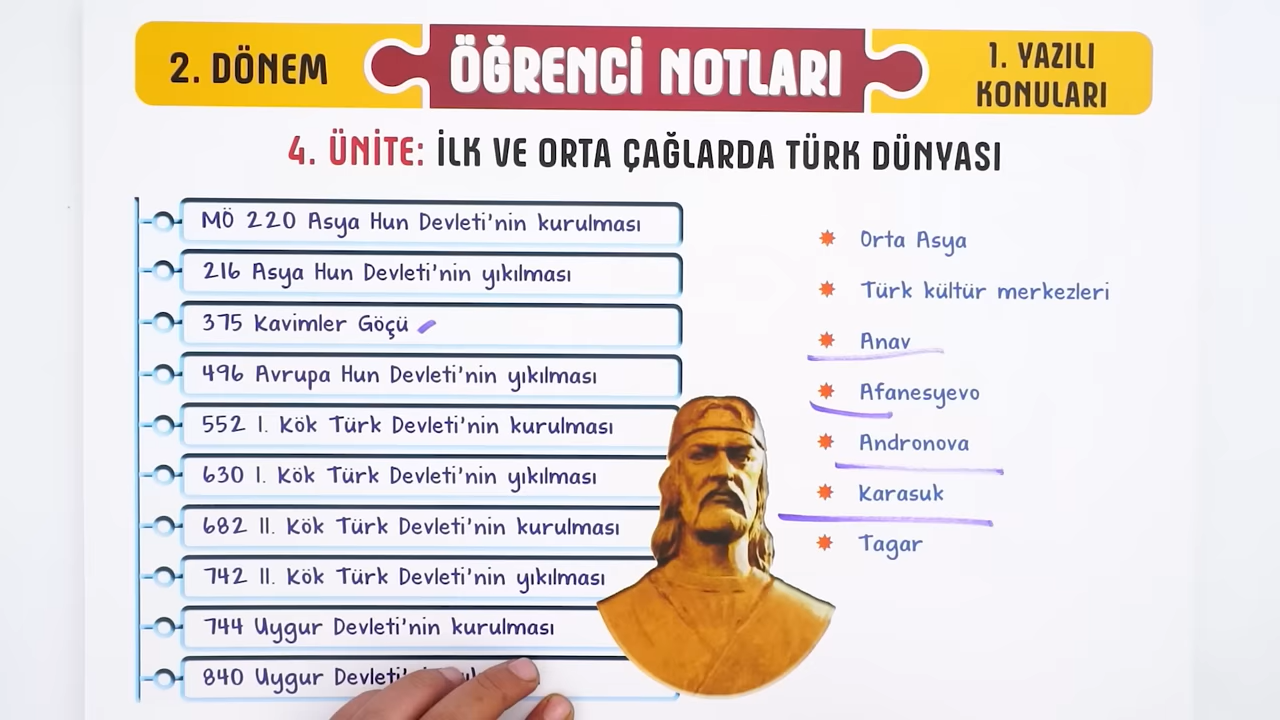 2. DÖNEM
ÖĞRENCİ NOTLARI
1. YAZILI
KONULARI
4. ÜNİTE: İLK VE ORTA ÇAĞLARDA TÜRK DÜNYASI
MÖ 220 Asya Hun Devleti'nin kurulması
216 Asya Hun Devleti'nin yıkılması
375 Kavimler Göçü
496 Avrupa Hun Devleti'nin yıkılması
552 I. Kök Türk Devleti'nin kurulması
630 I. Kök Türk Devleti'nin yıkılması
682 II. Kök Türk Devleti'nin kurulması
742 II. Kök Türk Devleti'nin yıkılması
744 Uygur Devleti'nin kurulması
840 Uygur
Orta Asya
Türk kültür merkezleri
Anav
Afanesyevo
Andronova
Karasuk
Tagar